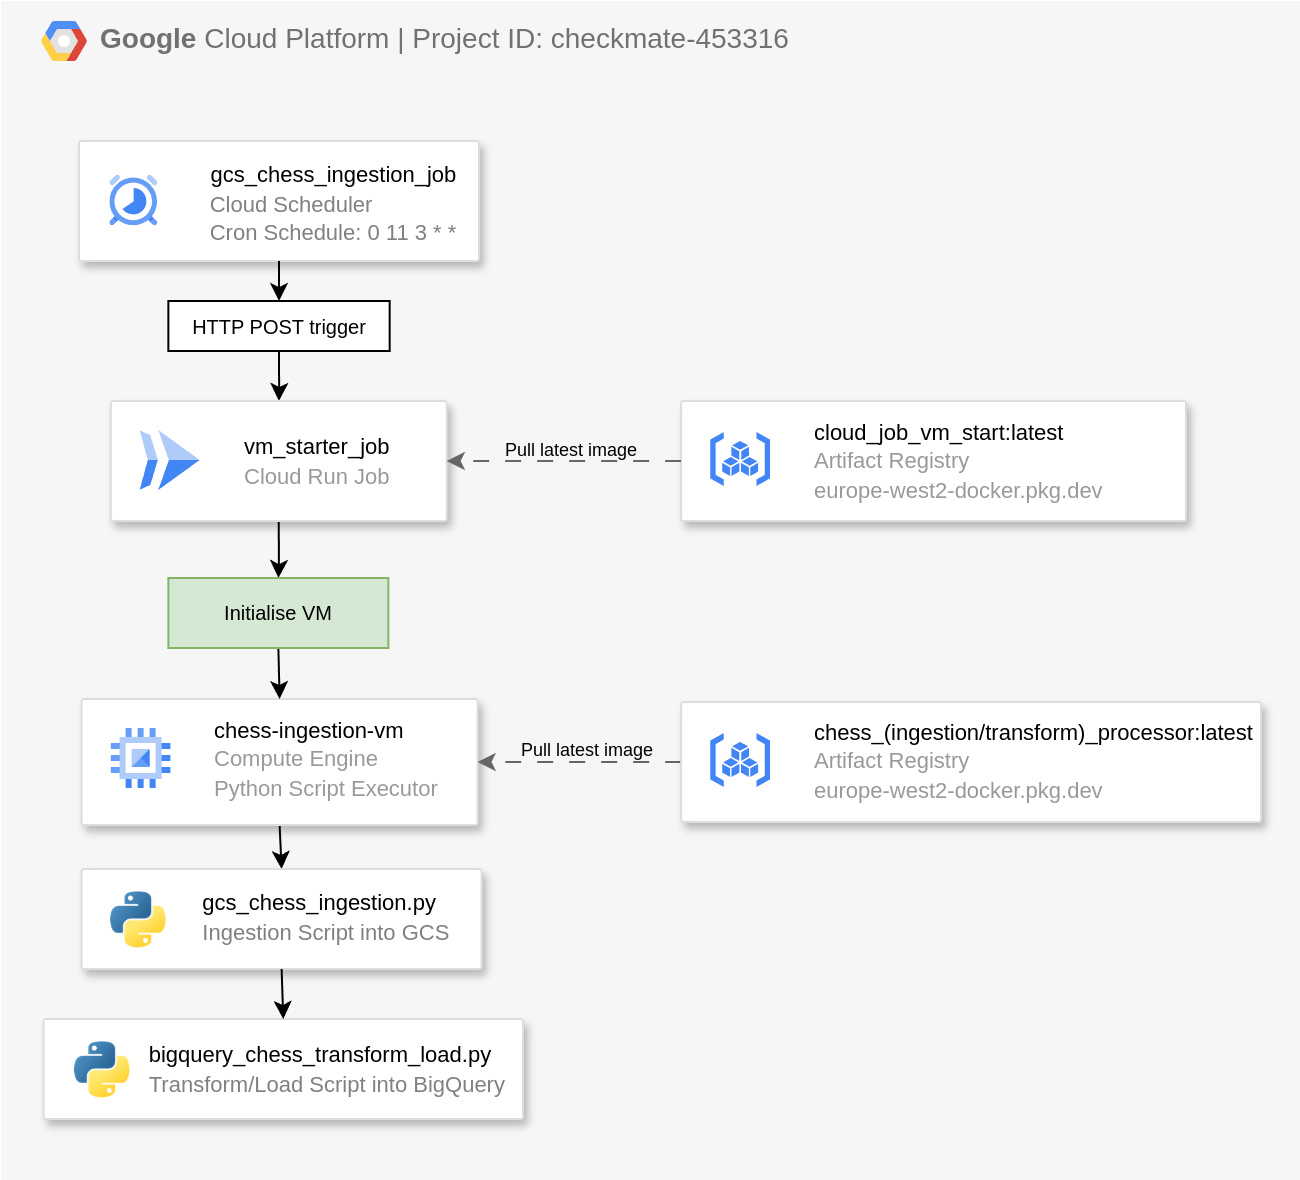 Google Cloud Platform | Project ID: checkmate-453316
gcs_chess_ingestion_job
Cloud Scheduler
Cron Schedule: 0 11 3 * *
HTTP POST trigger
vm_starter_job
Cloud Run Job
Pull latest image
cloud_job_vm_start:latest
Artifact Registry
europe-west2-docker.pkg.dev
Initialise VM
chess-ingestion-vm
Compute Engine
Python Script Executor
Pull latest image
chess_(ingestion/transform)_processor:latest
Artifact Registry
europe-west2-docker.pkg.dev
gcs_chess_ingestion.py
Ingestion Script into GCS
bigquery_chess_transform_load.py
Transform/Load Script into BigQuery